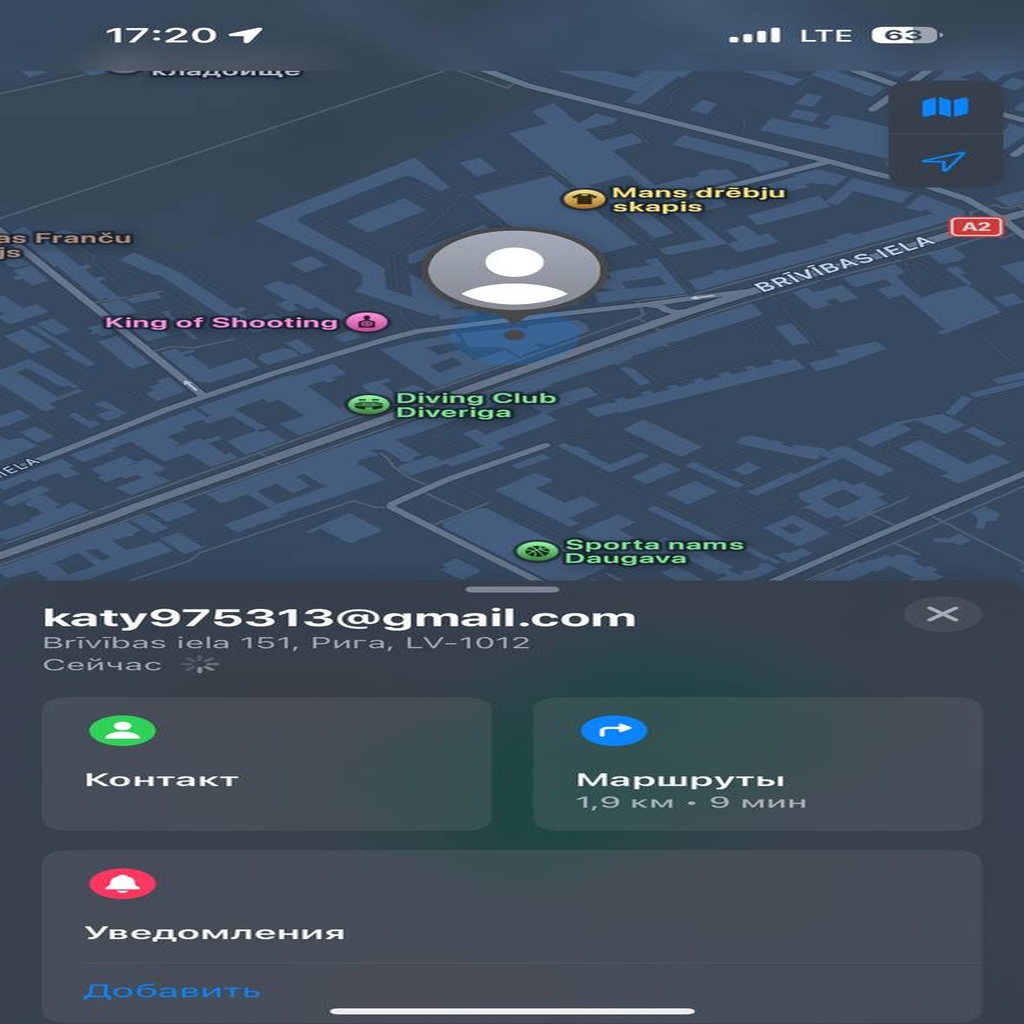 17:20
LTE
63
кладбище
Mans drēbju
skapis
as Franču
js
A2
BRĪVĪBAS IELA
King of Shooting
Diving Club
Diveriga
IELA
Sporta nams
Daugava
katy975313@gmail.com
Brīvības iela 151, Рига, LV-1012
Сейчас
Контакт
Маршруты
1,9 км • 9 мин
Уведомления
Добавить